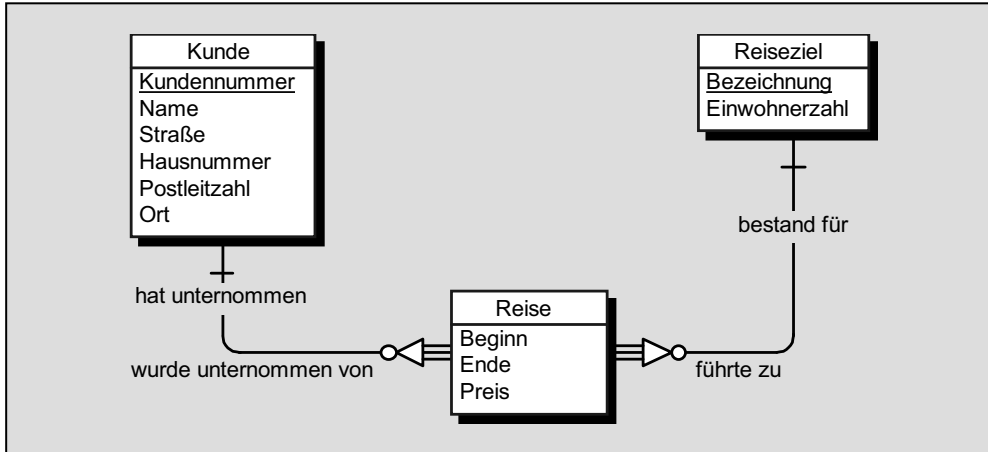 Kunde
Kundennummer
Name
Straße
Hausnummer
Postleitzahl
Ort
Reiseziel
Bezeichnung
Einwohnerzahl
bestand für
hat unternommen
Reise
Beginn
Ende
Preis
wurde unternommen von
führte zu